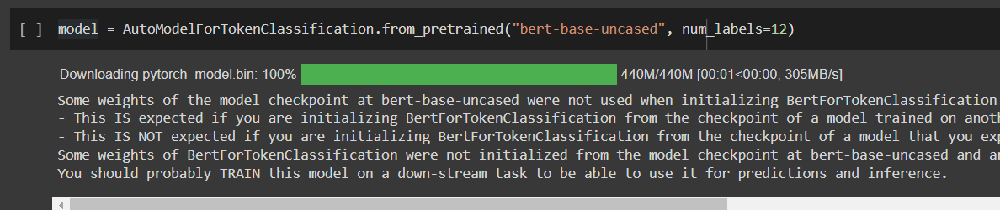 [ ] model = AutoModelForTokenClassification.from_pretrained("bert-base-uncased", num_labels=12)
Downloading pytorch_model.bin: 100% 440M/440M [00:01<00:00, 305MB/s]
Some weights of the model checkpoint at bert-base-uncased were not used when initializing BertForTokenClassification
- This IS expected if you are initializing BertForTokenClassification from the checkpoint of a model trained on anoth
- This IS NOT expected if you are initializing BertForTokenClassification from the checkpoint of a model that you exp
Some weights of BertForTokenClassification were not initialized from the model checkpoint at bert-base-uncased and ar
You should probably TRAIN this model on a down-stream task to be able to use it for predictions and inference.